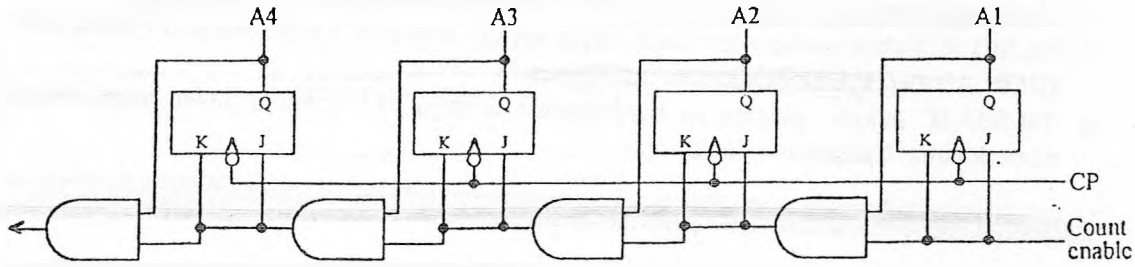 A4 A3 A2 A1
Q Q Q Q
K J K J K J K J
CP
Count
enable